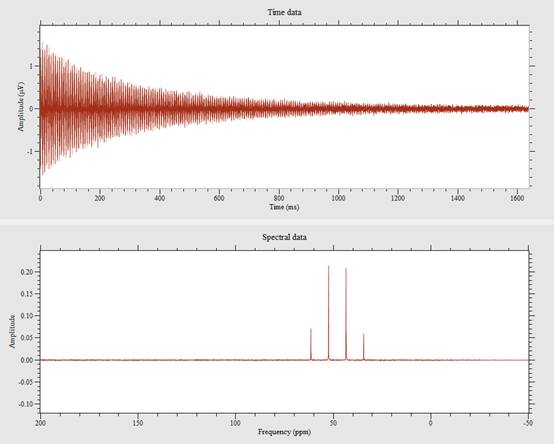 Time data
Amplitude (μV)
1
0
-1
0 200 400 600 800 1000 1200 1400 1600
Time (ms)
Spectral data
Amplitude
0.20
0.15
0.10
0.05
0.00
-0.05
-0.10
200 150 100 50 0 -50
Frequency (ppm)